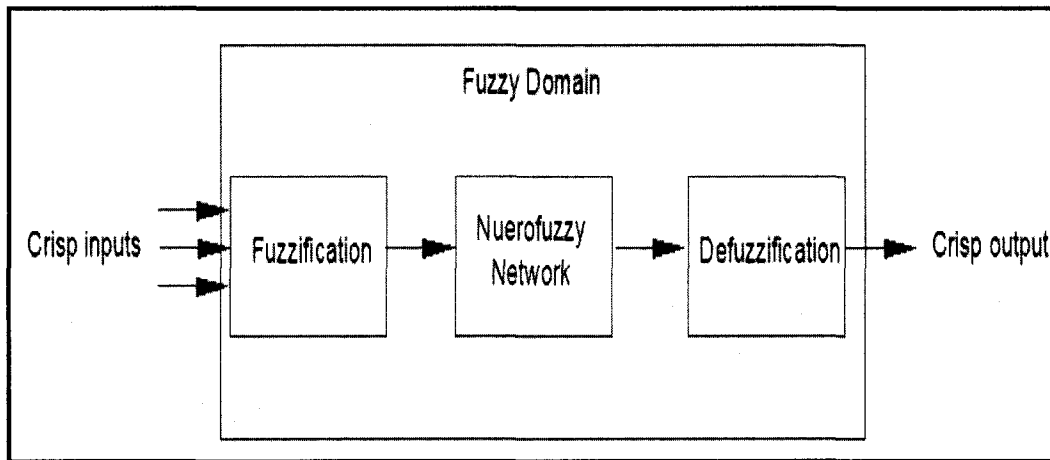 Fuzzy Domain
Crisp inputs
Fuzzification
Nuerofuzzy
Network
Defuzzification
Crisp output